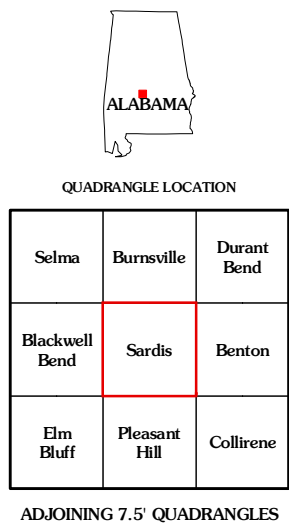 ALABAMA
QUADRANGLE LOCATION
Selma
Burnsville
Durant
Bend
Blackwell
Bend
Sardis
Benton
Elm
Bluff
Pleasant
Hill
Collirene
ADJOINING 7.5' QUADRANGLES